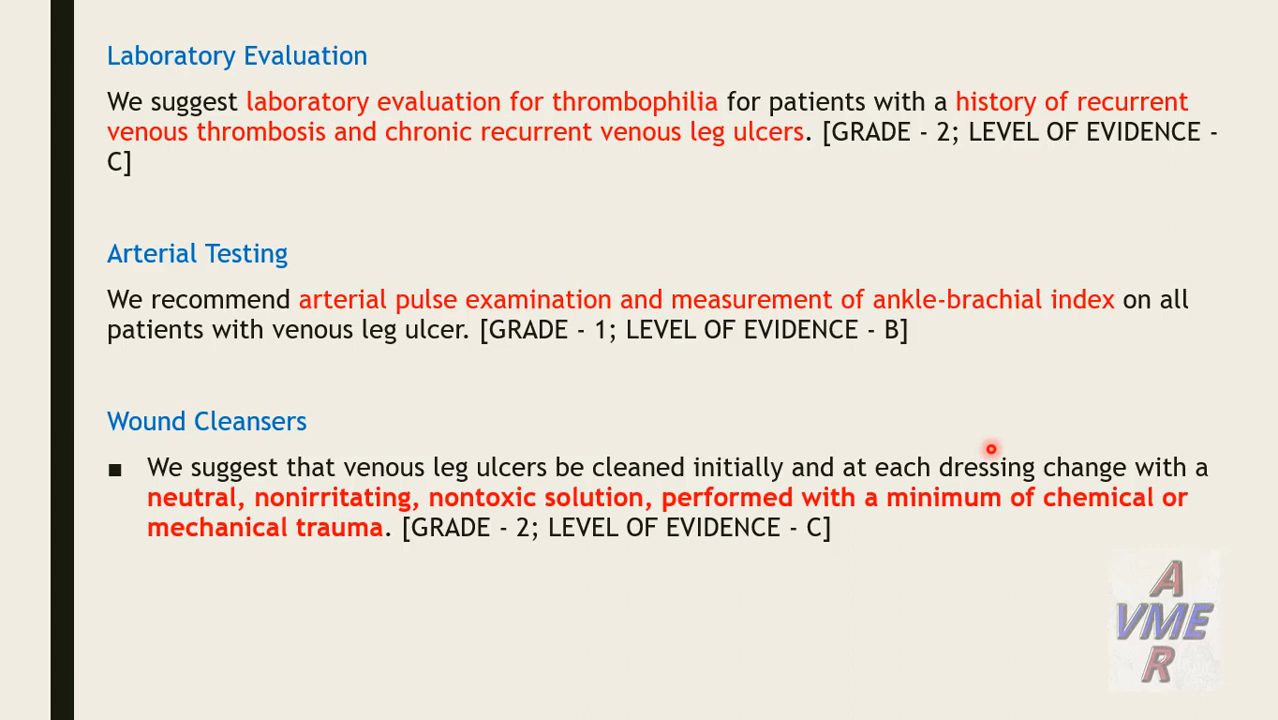 Laboratory Evaluation
We suggest laboratory evaluation for thrombophilia for patients with a history of recurrent
venous thrombosis and chronic recurrent venous leg ulcers. [GRADE - 2; LEVEL OF EVIDENCE -
C]
Arterial Testing
We recommend arterial pulse examination and measurement of ankle-brachial index on all
patients with venous leg ulcer. [GRADE - 1; LEVEL OF EVIDENCE - B]
Wound Cleansers
■ We suggest that venous leg ulcers be cleaned initially and at each dressing change with a
neutral, nonirritating, nontoxic solution, performed with a minimum of chemical or
mechanical trauma. [GRADE - 2; LEVEL OF EVIDENCE - C]
A
VME
R